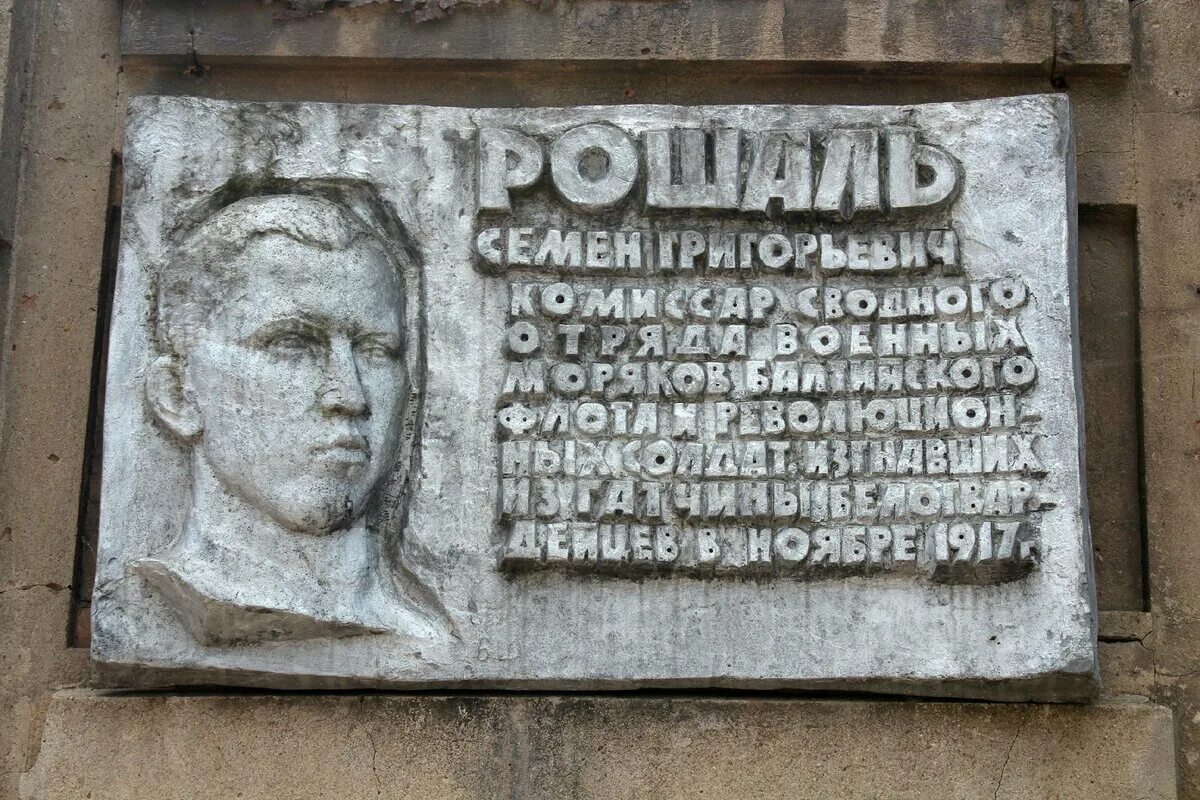 РОШАЛЬ
СЕМЕН ГРИГОРЬЕВИЧ
КОМИССАР СВОДНОГО
ОТРЯДА ВОЕННЫХ
МОРЯКОВ БАЛТИЙСКОГО
ФЛОТА И РЕВОЛЮЦИОН-
НЫХ СОЛДАТ. ИЗГНАВШИХ
ИЗ ГАТЧИНЫ БЕЛОГВАР-
ДЕЙЦЕВ В НОЯБРЕ 1917 г.